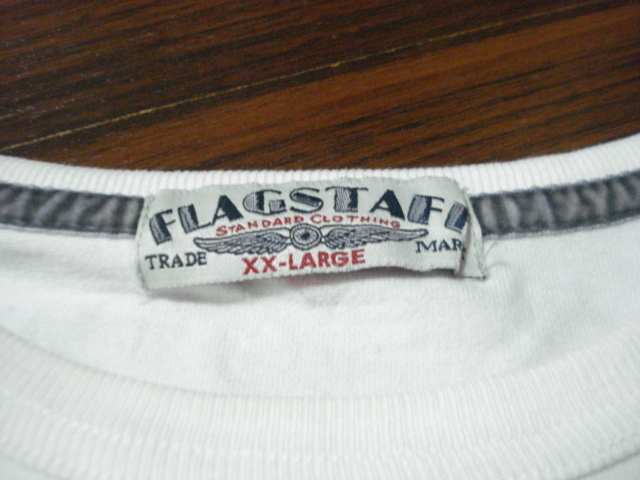 FLAGSTAFF
STANDARD CLOTHING
TRADE MARK
XX-LARGE